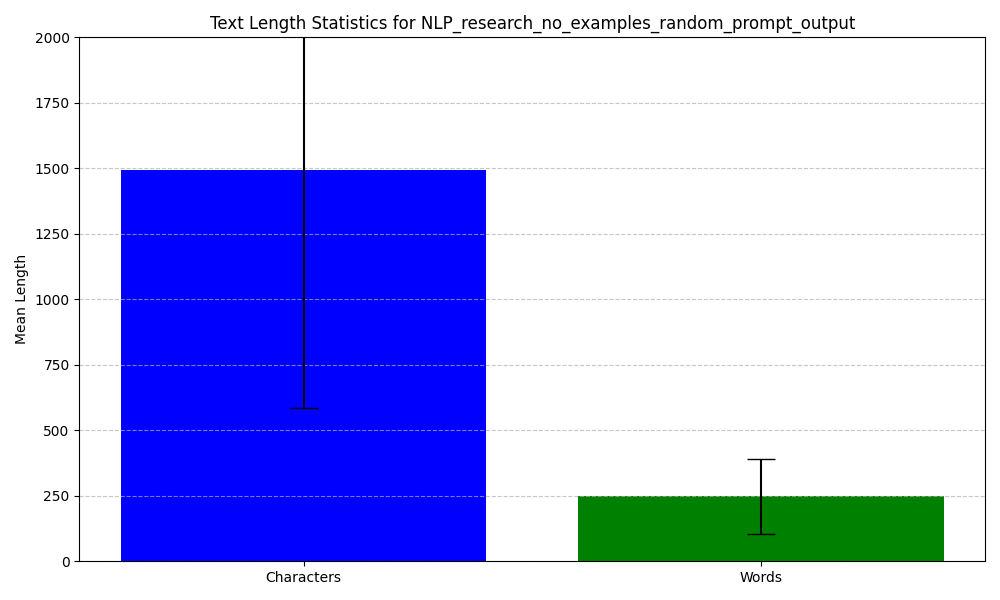 Text Length Statistics for NLP_research_no_examples_random_prompt_output
Mean Length
2000
1750
1500
1250
1000
750
500
250
0
Characters
Words